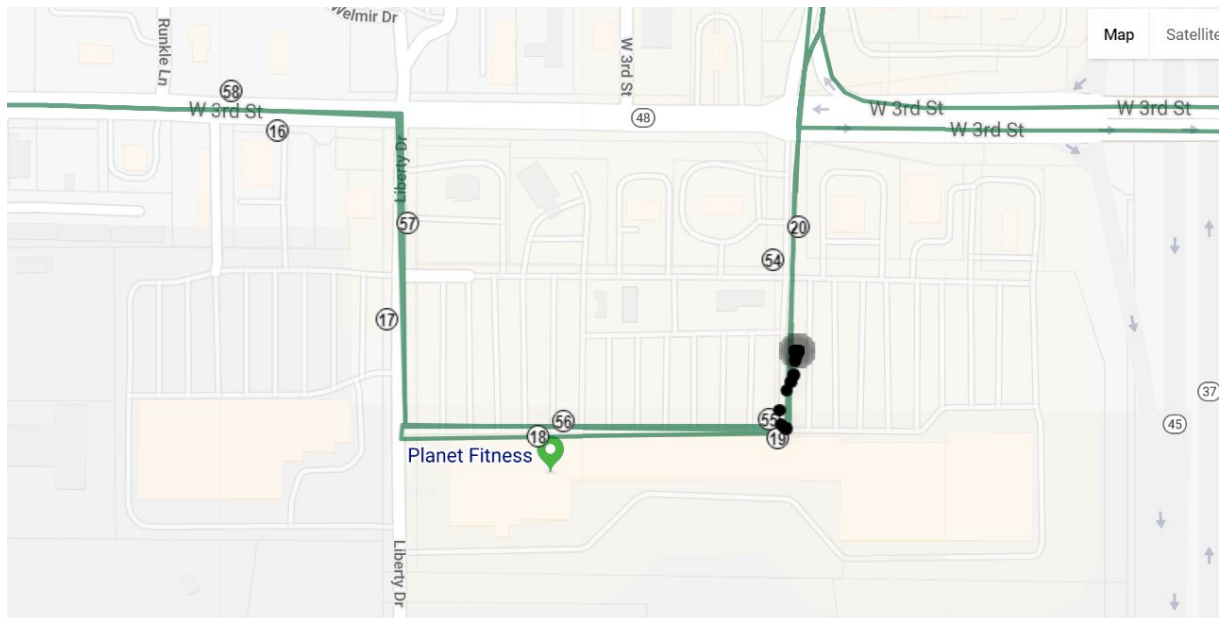 Welmir Dr
Map
Satellite
Runkle Ln
W 3rd St
58
W 3rd St
16
48
W 3rd St
W 3rd St
W 3rd St
Liberty Dr
57
20
54
17
37
56
55
45
18
19
Planet Fitness
Liberty Dr